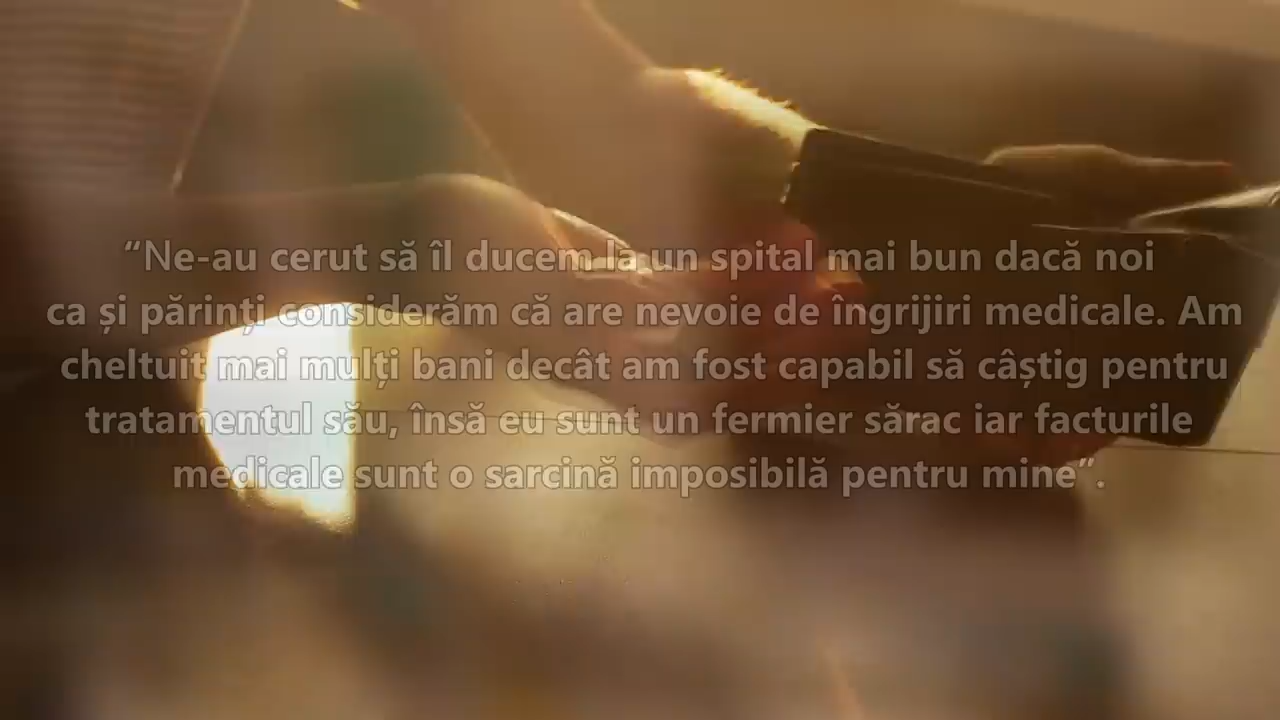 “Ne-au cerut să îl ducem la un spital mai bun dacă noi
ca și părinți considerăm că are nevoie de îngrijiri medicale. Am
cheltuit mai mulți bani decât am fost capabil să câștig pentru
tratamentul său, însă eu sunt un fermier sărac iar facturile
medicale sunt o sarcină imposibilă pentru mine”.